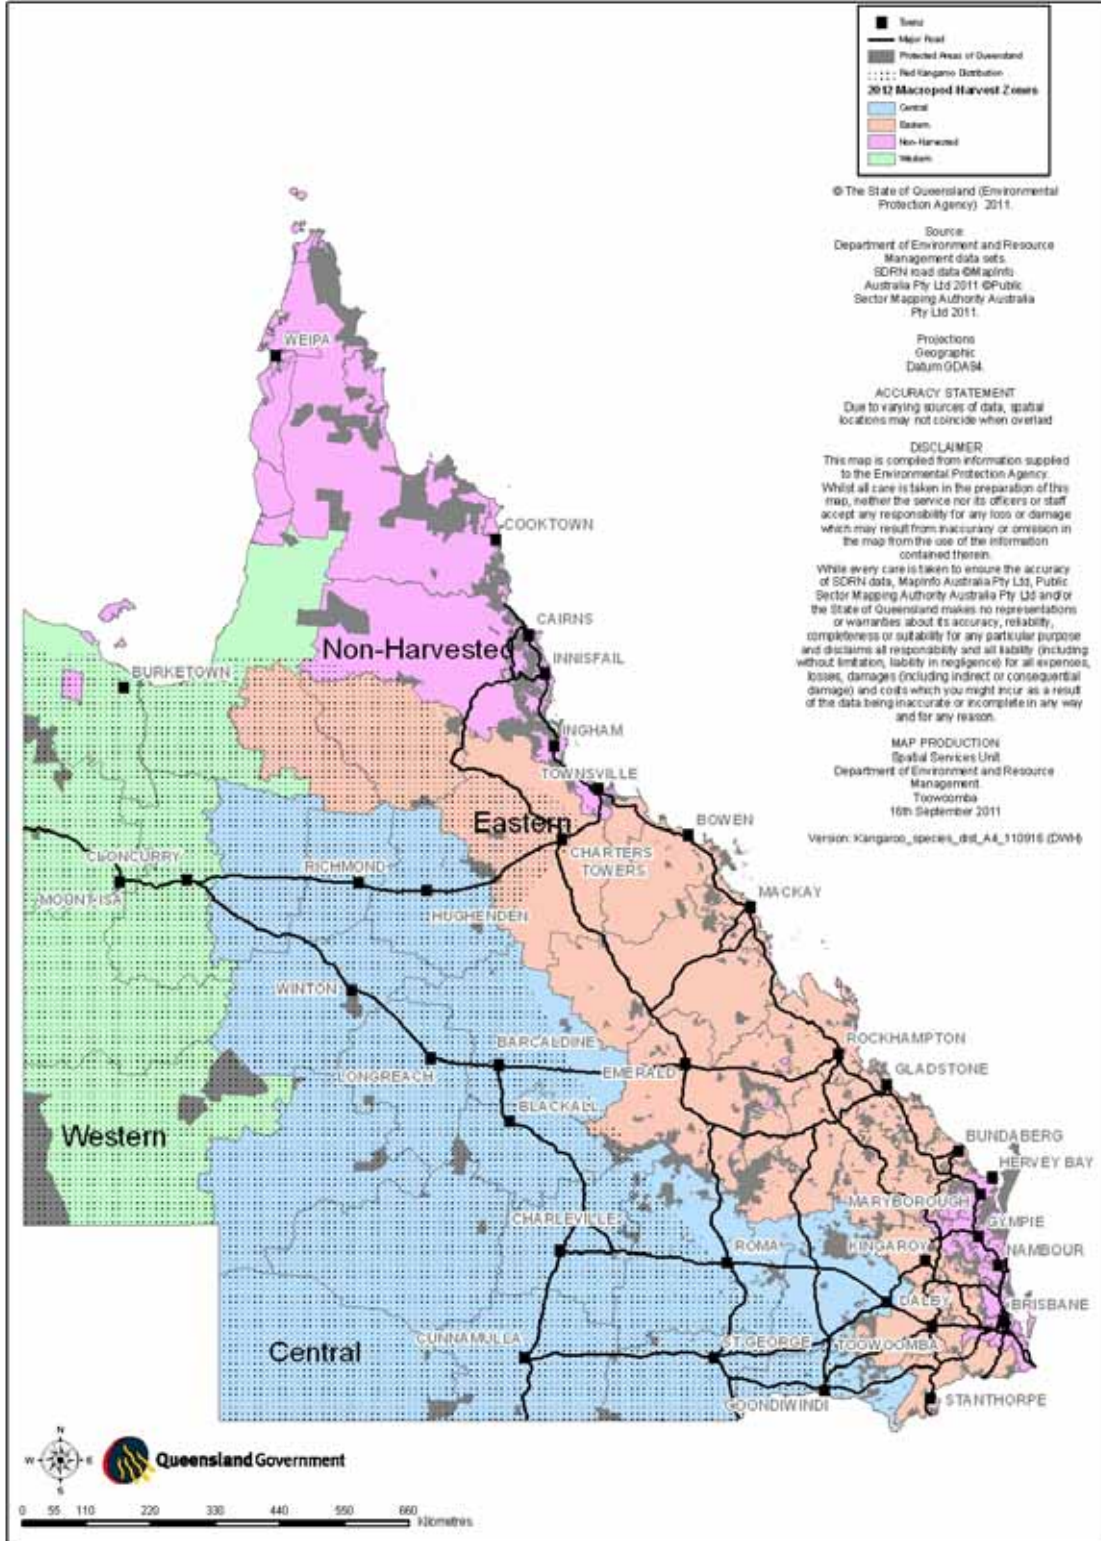 Towns
Major Road
Protected Areas of Queensland
Red Kangaroo Distribution
2012 Macropod Harvest Zones
Central
Eastern
Non-Harvested
Western
© The State of Queensland (Environmental
Protection Agency) 2011.
Source:
Department of Environment and Resource
Management data sets.
SDRN road data ©MapInfo
Australia Pty Ltd 2011 ©Public
Sector Mapping Authority Australia
Pty Ltd 2011.
Projections
Geographic
Datum GDA94.
ACCURACY STATEMENT
Due to varying sources of data, spatial
locations may not coincide when overlaid
DISCLAIMER
This map is compiled from information supplied
to the Environmental Protection Agency.
Whilst all care is taken in the preparation of this
map, neither the service nor its officers or staff
accept any responsibility for any loss or damage
which may result from inaccuracy or omission in
the map from the use of the information
contained therein.
While every care is taken to ensure the accuracy
of SDRN data, MapInfo Australia Pty Ltd, Public
Sector Mapping Authority Australia Pty Ltd and/or
the State of Queensland makes no representations
or warranties about its accuracy, reliability,
completeness or suitability for any particular purpose
and disclaims all responsibility and all liability (including
without limitation, liability in negligence) for all expenses,
losses, damages (including indirect or consequential
damage) and costs which you might incur as a result
of the data being inaccurate or incomplete in any way
and for any reason.
MAP PRODUCTION
Spatial Services Unit
Department of Environment and Resource
Management.
Toowoomba
16th September 2011
Version: Kangaroo_species_dist_A4_110916 (DWH)
WEIPA
COOKTOWN
CAIRNS
Non-Harvested
INNISFAIL
BURKETOWN
INGHAM
TOWNSVILLE
Eastern
BOWEN
CHARTERS
TOWERS
CLONCURRY
RICHMOND
MOUNT ISA
HUGHENDEN
MACKAY
WINTON
BARCALDINE
ROCKHAMPTON
LONGREACH
EMERALD
GLADSTONE
BLACKALL
Western
BUNDABERG
HERVEY BAY
MARYBOROUGH
CHARLEVILLE
GYMPIE
ROMA
KINGAROY
NAMBOUR
DALBY
BRISBANE
CUNNAMULLA
ST GEORGE
TOOWOOMBA
Central
GOONDIWINDI
STANTHORPE
N
W
E
S
Queensland Government
0 55 110 220 330 440 550 660
Kilometres